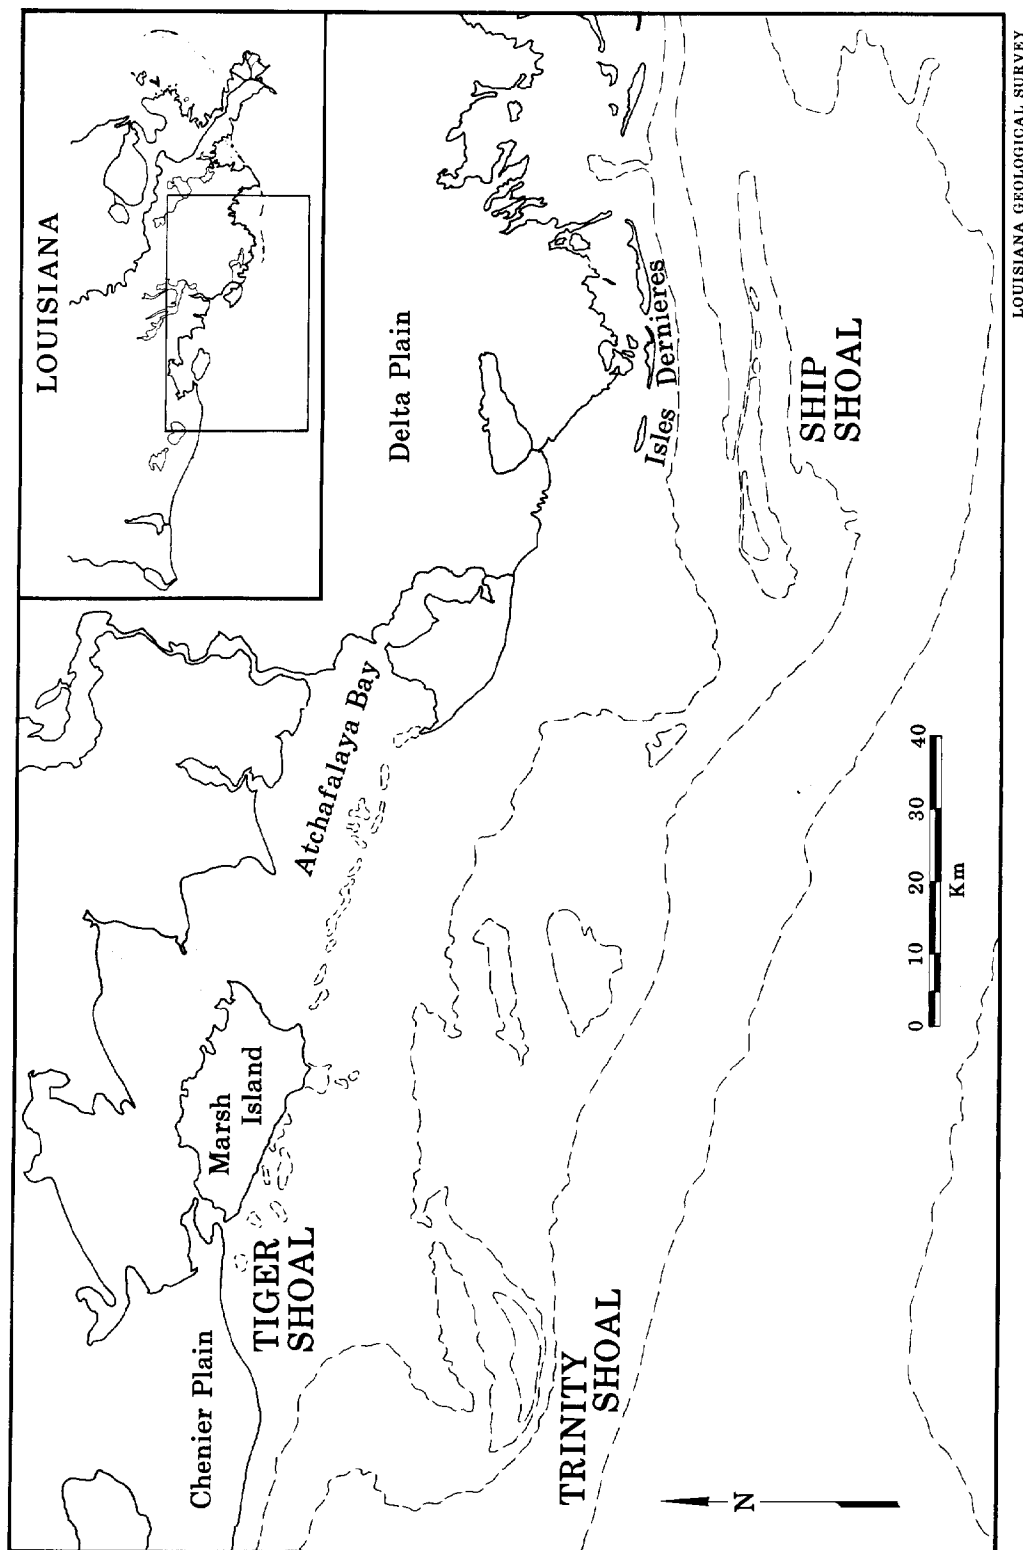 LOUISIANA
Delta Plain
Atchafalaya Bay
Marsh
Island
Chenier Plain
TIGER
SHOAL
TRINITY
SHOAL
Isles Dernieres
SHIP
SHOAL
0 10 20 30 40
Km
N
LOUISIANA GEOLOGICAL SURVEY